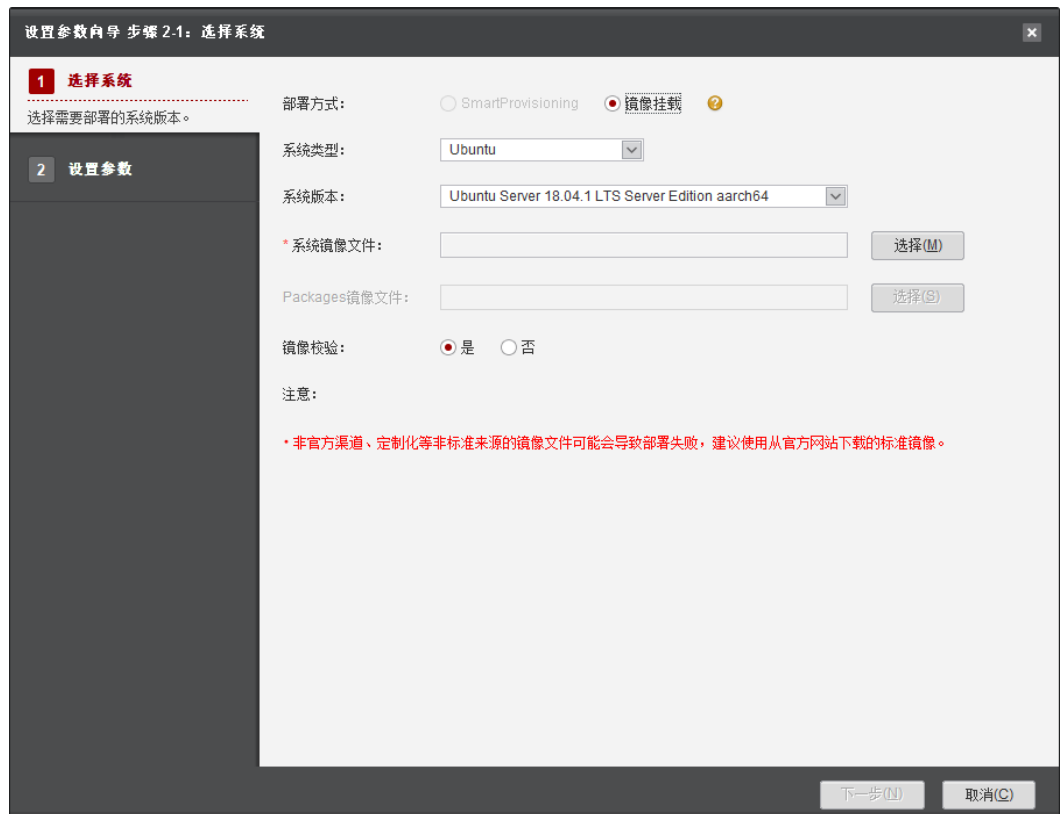 设置参数向导 步骤 2-1：选择系统
1 选择系统
选择需要部署的系统版本。
2 设置参数
部署方式： SmartProvisioning 镜像挂载 ?
系统类型： Ubuntu
系统版本： Ubuntu Server 18.04.1 LTS Server Edition aarch64
*系统镜像文件： 选择(M)
Packages镜像文件： 选择(S)
镜像校验： 是 否
注意：
•非官方渠道、定制化等非标准来源的镜像文件可能会导致部署失败，建议使用从官方网站下载的标准镜像。
下一步(N) 取消(C)